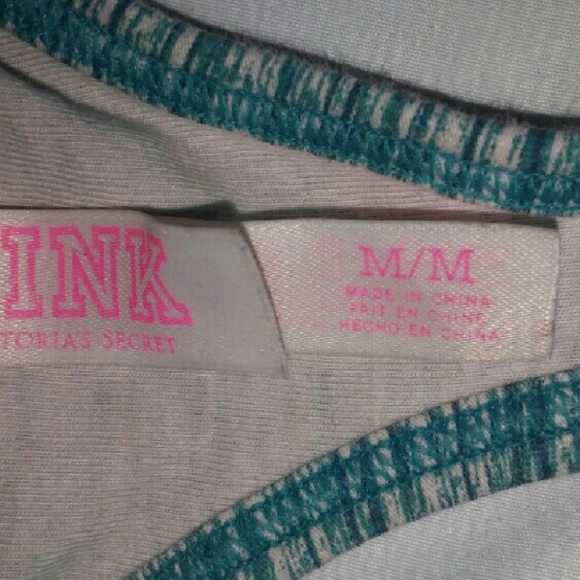 INK
TORIA'S SECRET
M/M
MADE IN CHINA
FAIT EN CHINE
HECHO EN CHINA